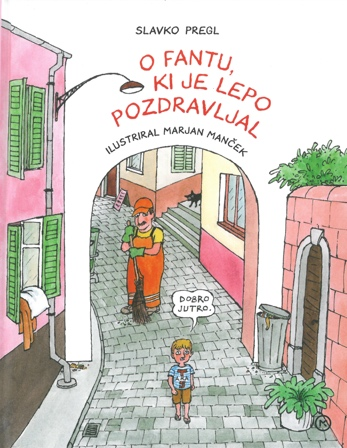 SLAVKO PREGL
O FANTU,
KI JE LEPO
POZDRAVLJAL
ILUSTRIRAL MARJAN MANČEK
DOBRO
JUTRO.
M